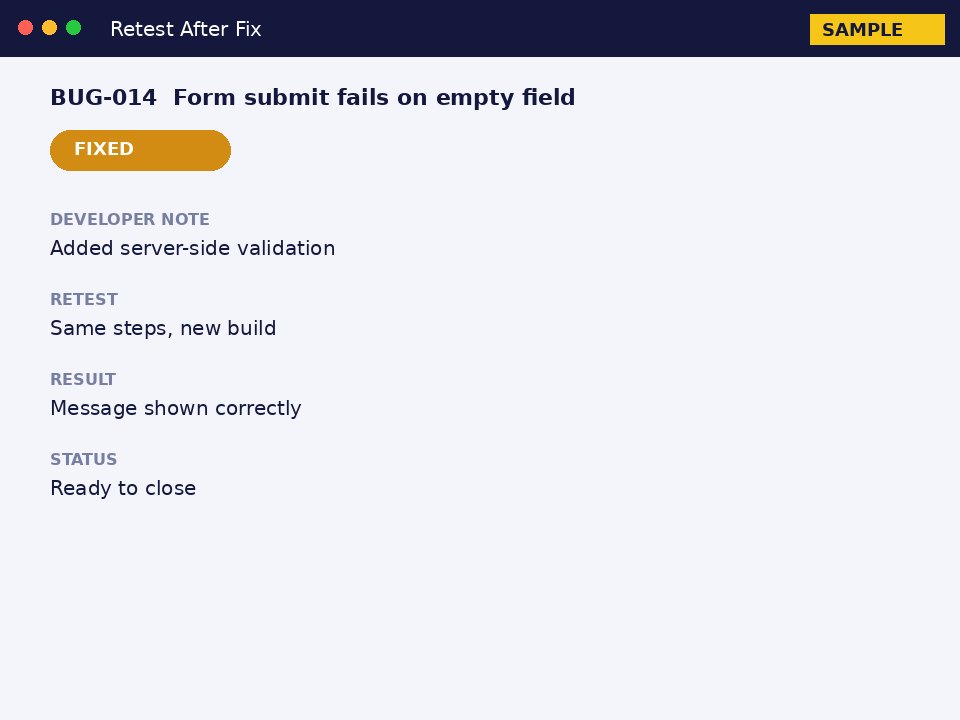 Retest After Fix
SAMPLE
BUG-014  Form submit fails on empty field
FIXED
DEVELOPER NOTE
Added server-side validation
RETEST
Same steps, new build
RESULT
Message shown correctly
STATUS
Ready to close